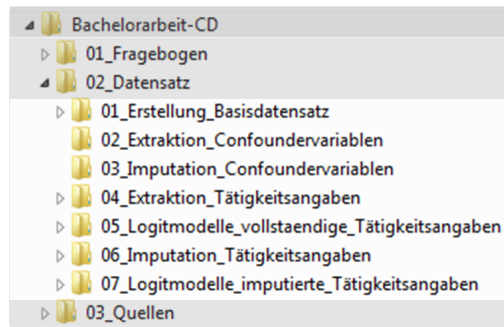 Bachelorarbeit-CD
01_Fragebogen
02_Datensatz
01_Erstellung_Basisdatensatz
02_Extraktion_Confoundervariablen
03_Imputation_Confoundervariablen
04_Extraktion_Tätigkeitsangaben
05_Logitmodelle_vollstaendige_Tätigkeitsangaben
06_Imputation_Tätigkeitsangaben
07_Logitmodelle_imputierte_Tätigkeitsangaben
03_Quellen